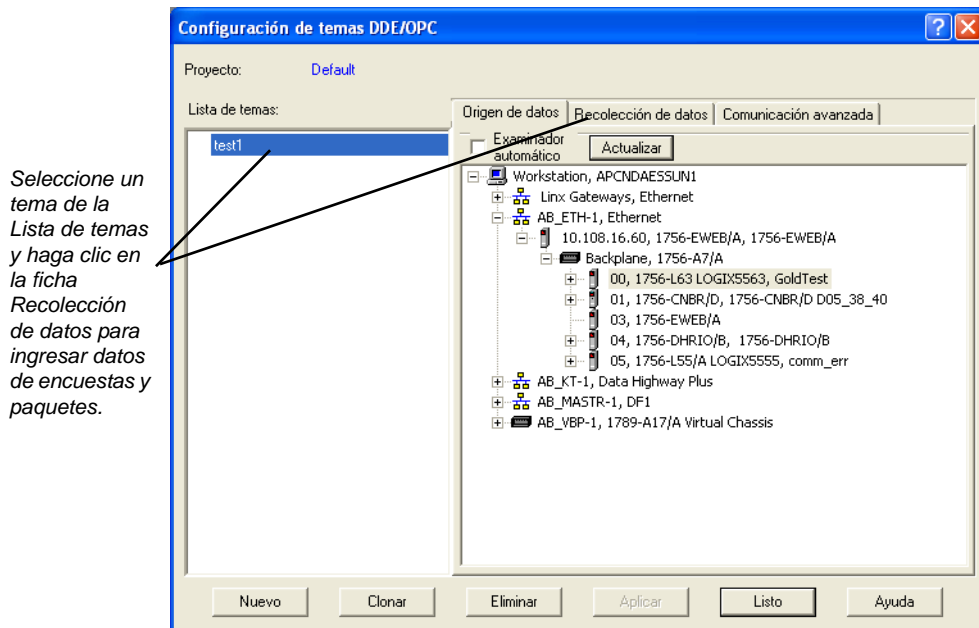 Configuración de temas DDE/OPC
Proyecto: Default
Lista de temas:
test1
Seleccione un
tema de la
Lista de temas
y haga clic en
la ficha
Recolección
de datos para
ingresar datos
de encuestas y
paquetes.
Origen de datos Recolección de datos Comunicación avanzada
Examinador
automático
Actualizar
Workstation, APCNDAESSUN1
Linx Gateways, Ethernet
AB_ETH-1, Ethernet
10.108.16.60, 1756-EWEB/A, 1756-EWEB/A
Backplane, 1756-A7/A
00, 1756-L63 LOGIX5563, GoldTest
01, 1756-CNBR/D, 1756-CNBR/D D05_38_40
03, 1756-EWEB/A
04, 1756-DHRIO/B, 1756-DHRIO/B
05, 1756-L55/A LOGIX5555, comm_err
AB_KT-1, Data Highway Plus
AB_MASTR-1, DF1
AB_VBP-1, 1789-A17/A Virtual Chassis
Nuevo Clonar Eliminar Aplicar Listo Ayuda